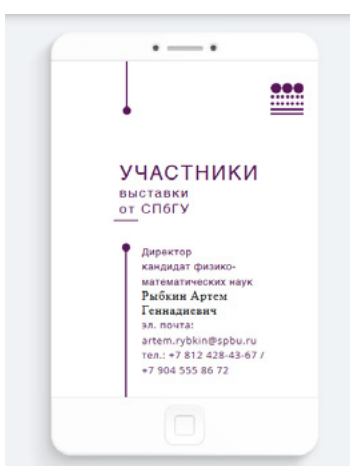 УЧАСТНИКИ
выставки
от СПбГУ
Директор
кандидат физико-
математических наук
Рыбкин Артем
Геннадиевич
эл. почта:
artem.rybkin@spbu.ru
тел.: +7 812 428-43-67 /
+7 904 555 86 72